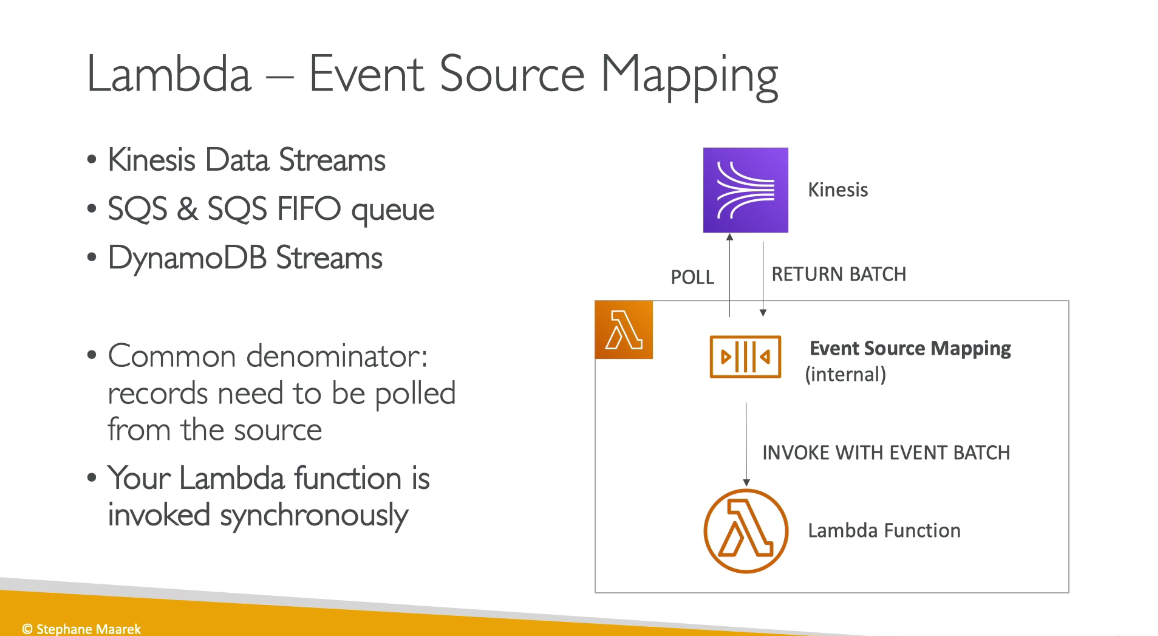 Lambda – Event Source Mapping
• Kinesis Data Streams
• SQS & SQS FIFO queue
• DynamoDB Streams
• Common denominator:
records need to be polled
from the source
• Your Lambda function is
invoked synchronously
Kinesis
POLL
RETURN BATCH
Event Source Mapping
(internal)
INVOKE WITH EVENT BATCH
Lambda Function
© Stephane Maarek